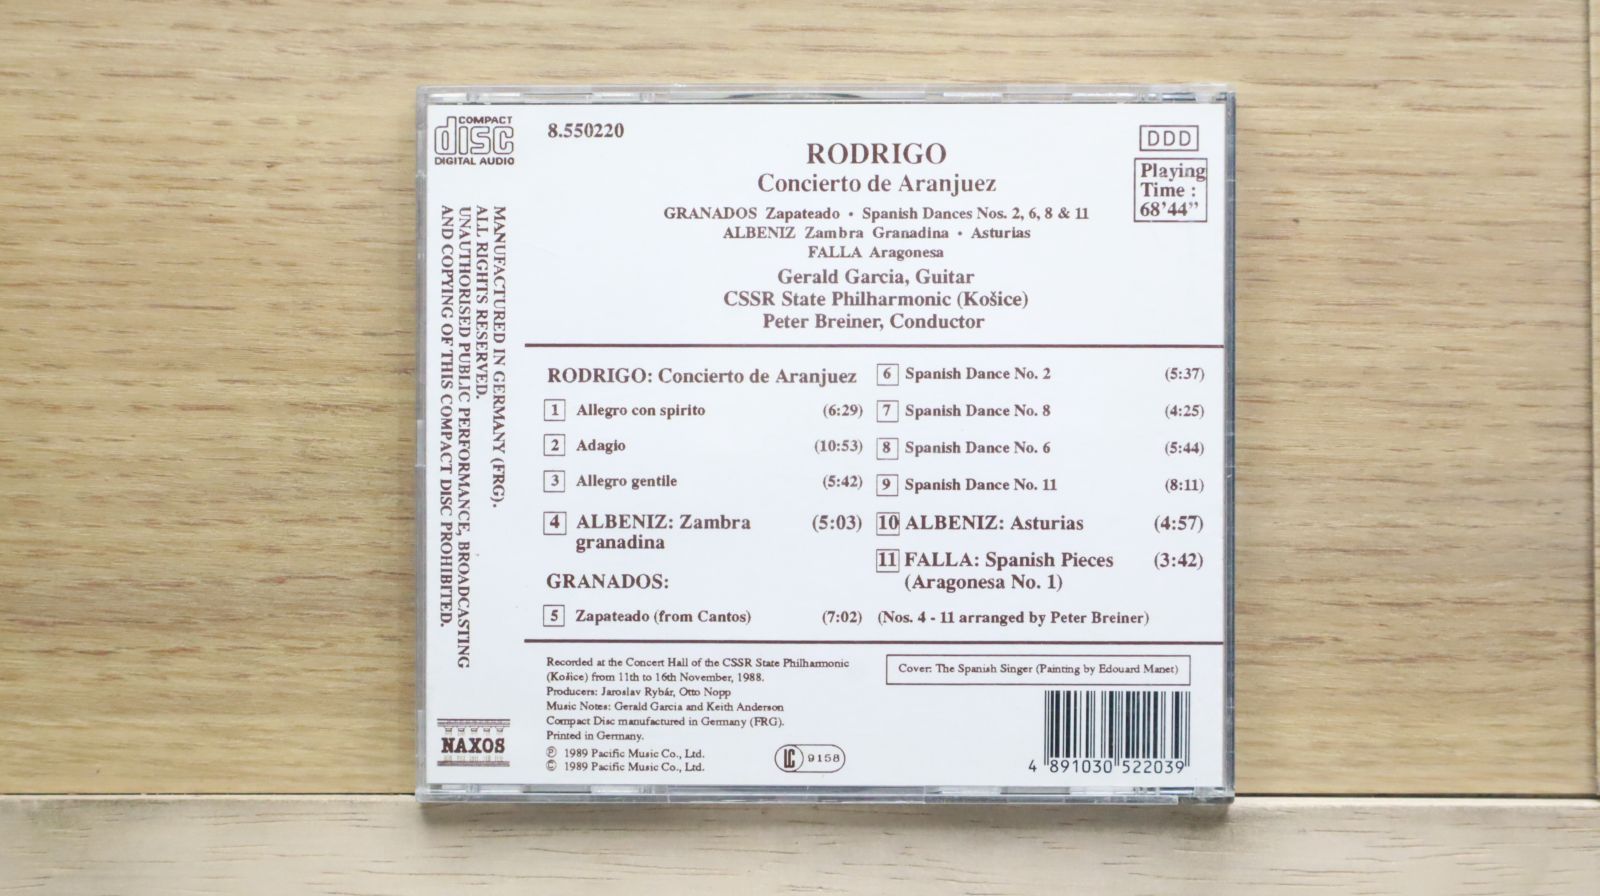 COMPACT
disc
DIGITAL AUDIO
MANUFACTURED IN GERMANY (FRG).
ALL RIGHTS RESERVED.
UNAUTHORISED PUBLIC PERFORMANCE, BROADCASTING
AND COPYING OF THIS COMPACT DISC PROHIBITED.
NAXOS
8.550220
DDD
Playing
Time :
68'44"
RODRIGO
Concierto de Aranjuez
GRANADOS Zapateado • Spanish Dances Nos. 2, 6, 8 & 11
ALBENIZ Zambra Granadina • Asturias
FALLA Aragonesa
Gerald Garcia, Guitar
CSSR State Philharmonic (Košice)
Peter Breiner, Conductor
RODRIGO: Concierto de Aranjuez
1 Allegro con spirito (6:29)
2 Adagio (10:53)
3 Allegro gentile (5:42)
4 ALBENIZ: Zambra (5:03)
granadina
GRANADOS:
5 Zapateado (from Cantos) (7:02)
6 Spanish Dance No. 2 (5:37)
7 Spanish Dance No. 8 (4:25)
8 Spanish Dance No. 6 (5:44)
9 Spanish Dance No. 11 (8:11)
10 ALBENIZ: Asturias (4:57)
11 FALLA: Spanish Pieces (3:42)
(Aragonesa No. 1)
(Nos. 4 - 11 arranged by Peter Breiner)
Recorded at the Concert Hall of the CSSR State Philharmonic
(Košice) from 11th to 16th November, 1988.
Producers: Jaroslav Rybár, Otto Nopp
Music Notes: Gerald Garcia and Keith Anderson
Compact Disc manufactured in Germany (FRG).
Printed in Germany.
℗ 1989 Pacific Music Co., Ltd.
© 1989 Pacific Music Co., Ltd.
LC 9158
Cover: The Spanish Singer (Painting by Edouard Manet)
4 891030 522039